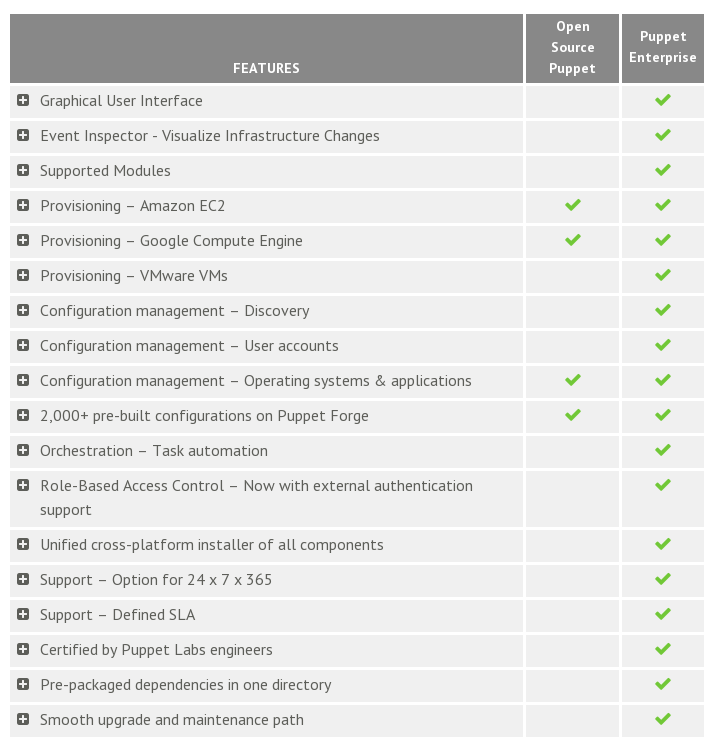 Open
Source
Puppet
Puppet
Enterprise
FEATURES
Graphical User Interface
Event Inspector - Visualize Infrastructure Changes
Supported Modules
Provisioning – Amazon EC2
Provisioning – Google Compute Engine
Provisioning – VMware VMs
Configuration management – Discovery
Configuration management – User accounts
Configuration management – Operating systems & applications
2,000+ pre-built configurations on Puppet Forge
Orchestration – Task automation
Role-Based Access Control – Now with external authentication
support
Unified cross-platform installer of all components
Support – Option for 24 x 7 x 365
Support – Defined SLA
Certified by Puppet Labs engineers
Pre-packaged dependencies in one directory
Smooth upgrade and maintenance path